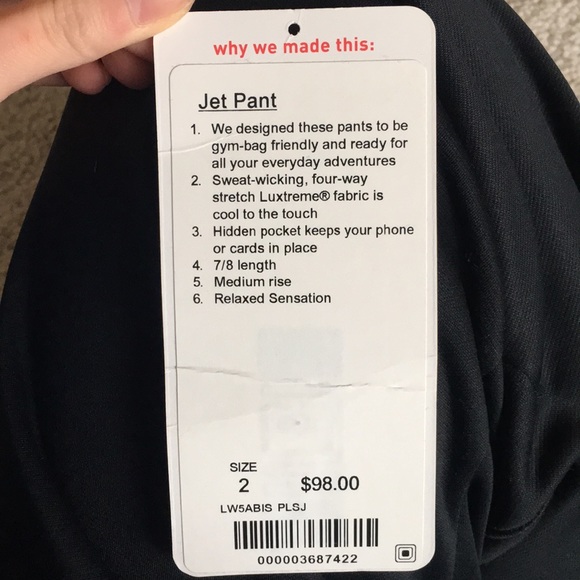 why we made this:
Jet Pant
1. We designed these pants to be
gym-bag friendly and ready for
all your everyday adventures
2. Sweat-wicking, four-way
stretch Luxtreme® fabric is
cool to the touch
3. Hidden pocket keeps your phone
or cards in place
4. 7/8 length
5. Medium rise
6. Relaxed Sensation
SIZE
2 $98.00
LW5ABIS PLSJ
000003687422